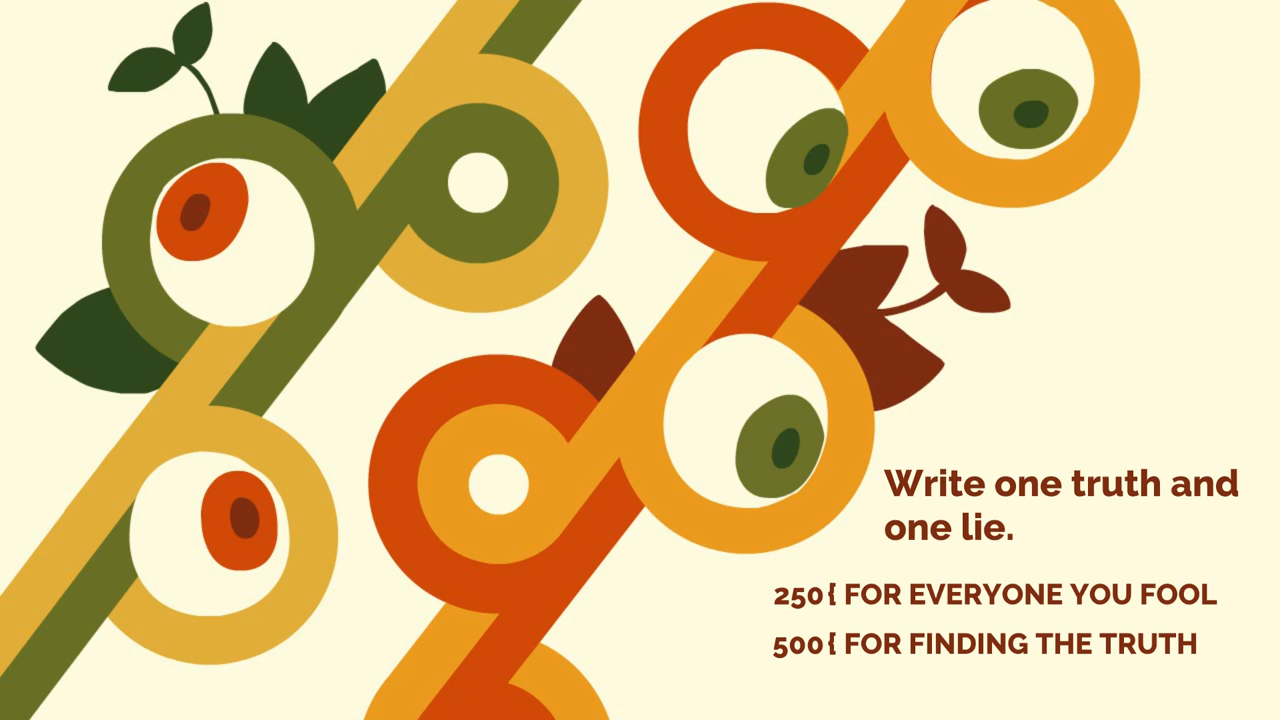 Write one truth and
one lie.
250{ FOR EVERYONE YOU FOOL
500{ FOR FINDING THE TRUTH